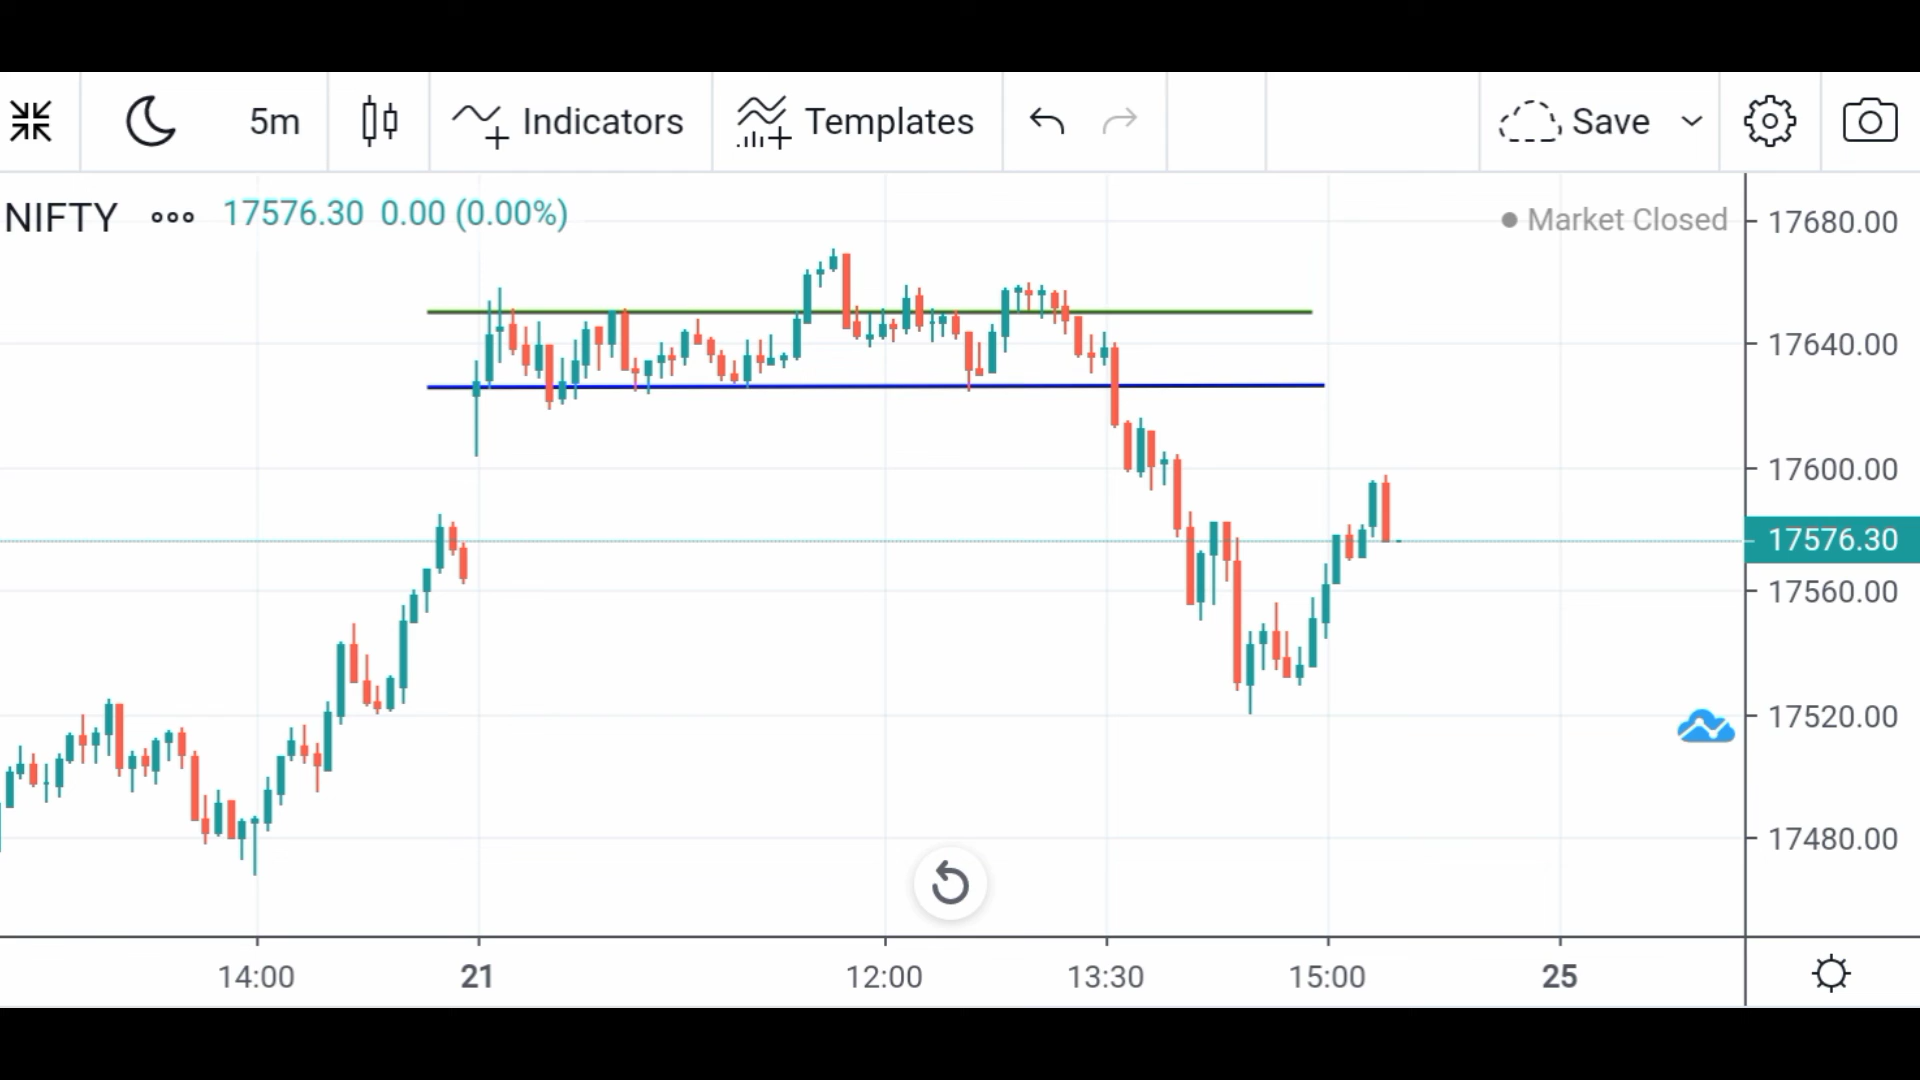 5m Indicators Templates Save
NIFTY 17576.30 0.00 (0.00%) Market Closed
17680.00
17640.00
17600.00
17576.30
17560.00
17520.00
17480.00
14:00 21 12:00 13:30 15:00 25